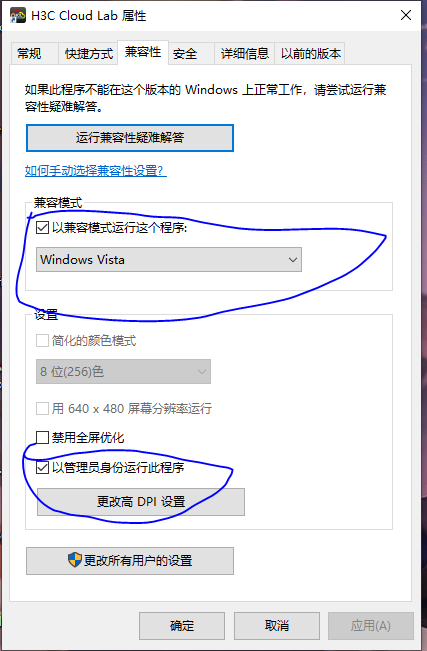 H3C Cloud Lab 属性
常规 快捷方式 兼容性 安全 详细信息 以前的版本
如果此程序不能在这个版本的 Windows 上正常工作，请尝试运行兼
容性疑难解答。
运行兼容性疑难解答
如何手动选择兼容性设置?
兼容模式
以兼容模式运行这个程序:
Windows Vista
设置
简化的颜色模式
8 位(256)色
用 640 x 480 屏幕分辨率运行
禁用全屏优化
以管理员身份运行此程序
更改高 DPI 设置
更改所有用户的设置
确定 取消 应用(A)